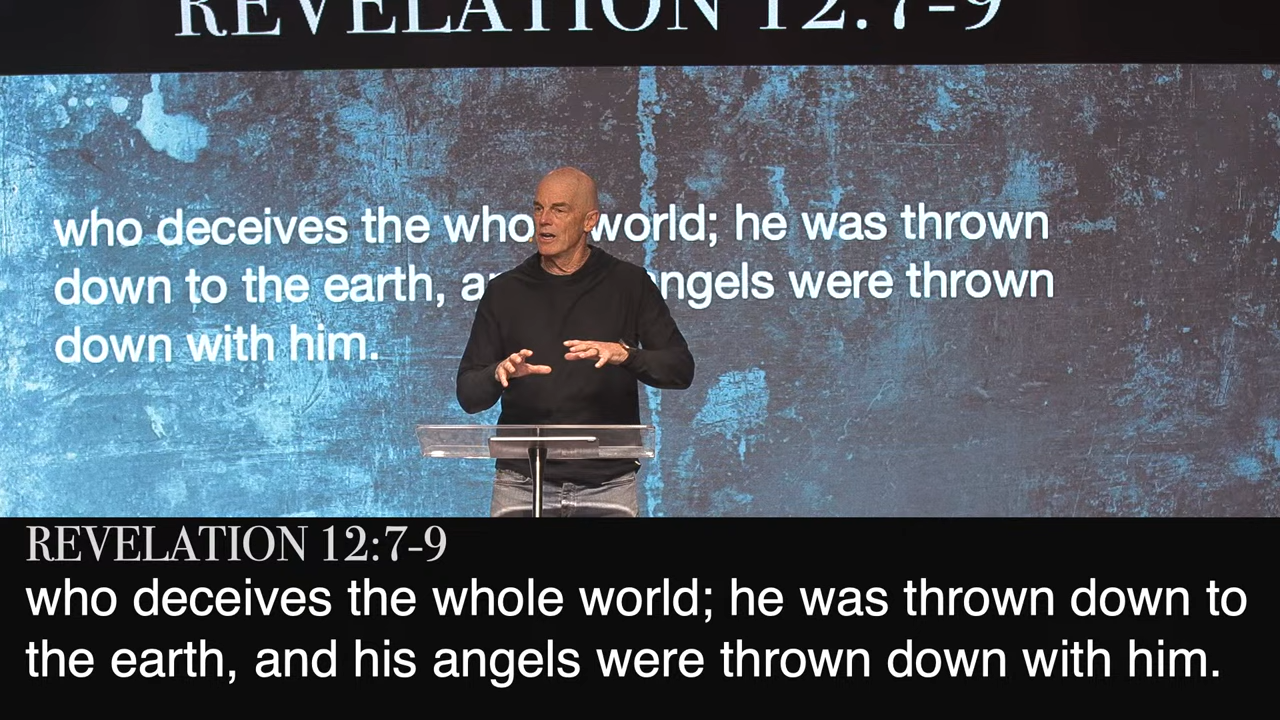 REVELATION 12:7-9
who deceives the who world; he was thrown
down to the earth, a ngels were thrown
down with him.
REVELATION 12:7-9
who deceives the whole world; he was thrown down to
the earth, and his angels were thrown down with him.